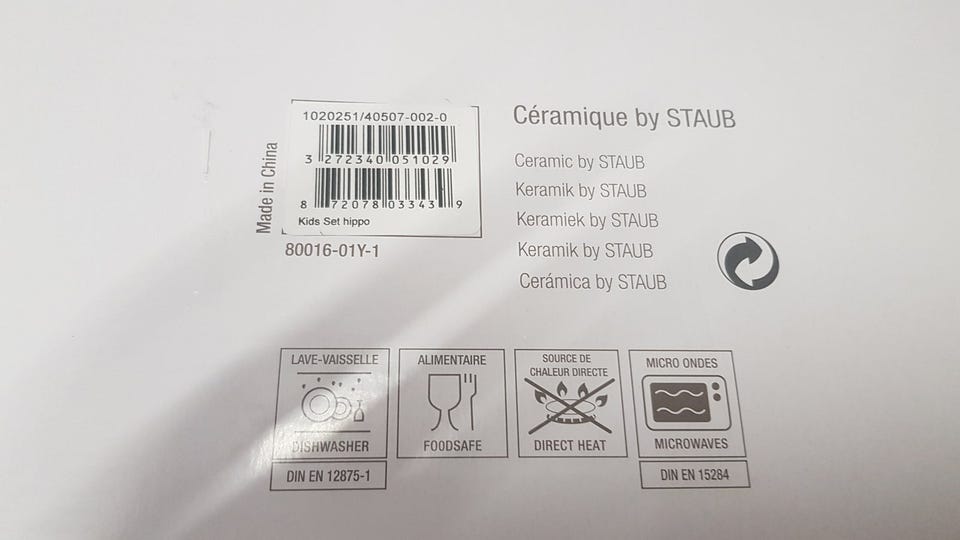 Made in China
1020251/40507-002-0
3 272340 051029
8 72078 03343 9
Kids Set hippo
80016-01Y-1
Céramique by STAUB
Ceramic by STAUB
Keramik by STAUB
Keramiek by STAUB
Keramik by STAUB
Cerámica by STAUB
LAVE-VAISSELLE
DISHWASHER
DIN EN 12875-1
ALIMENTAIRE
FOODSAFE
SOURCE DE
CHALEUR DIRECTE
DIRECT HEAT
MICRO ONDES
MICROWAVES
DIN EN 15284